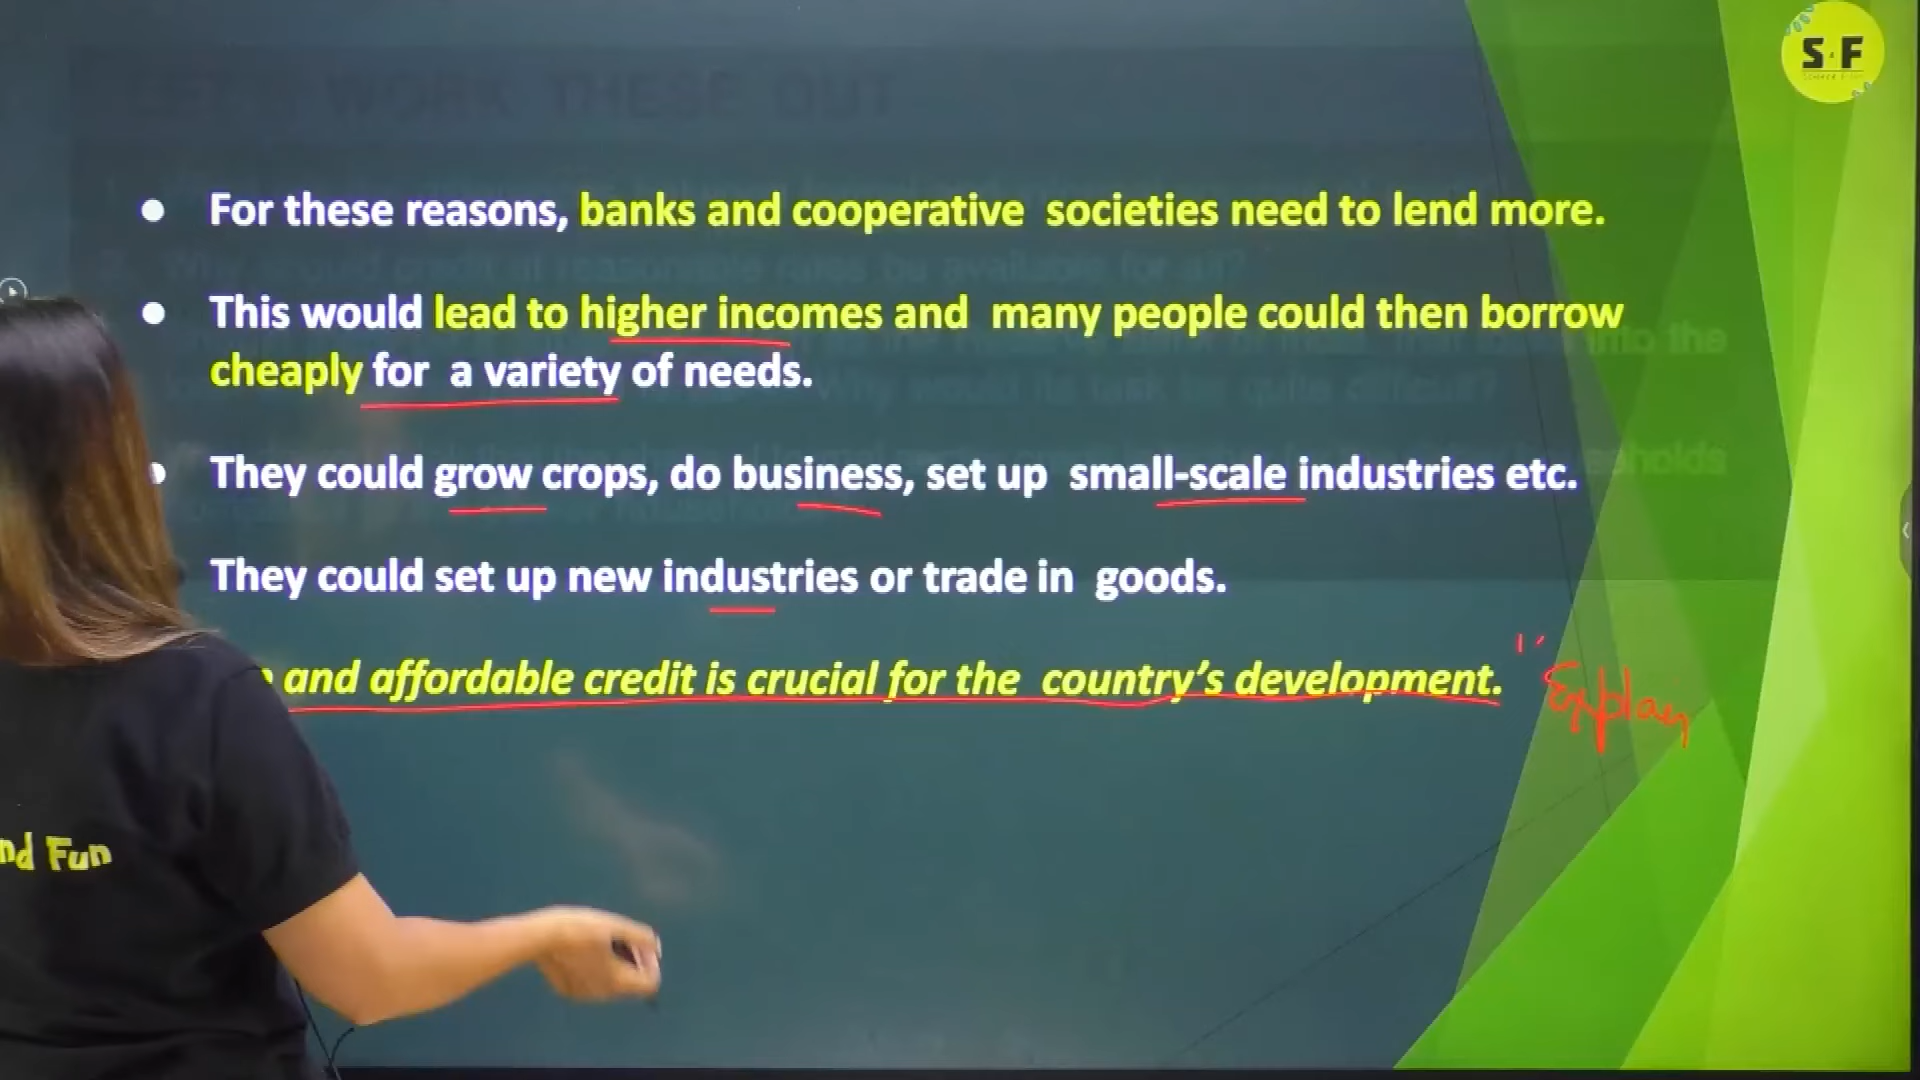 S F
For these reasons, banks and cooperative societies need to lend more.
This would lead to higher incomes and many people could then borrow
cheaply for a variety of needs.
They could grow crops, do business, set up small-scale industries etc.
They could set up new industries or trade in goods.
and affordable credit is crucial for the country's development.
Explain
nd Fun